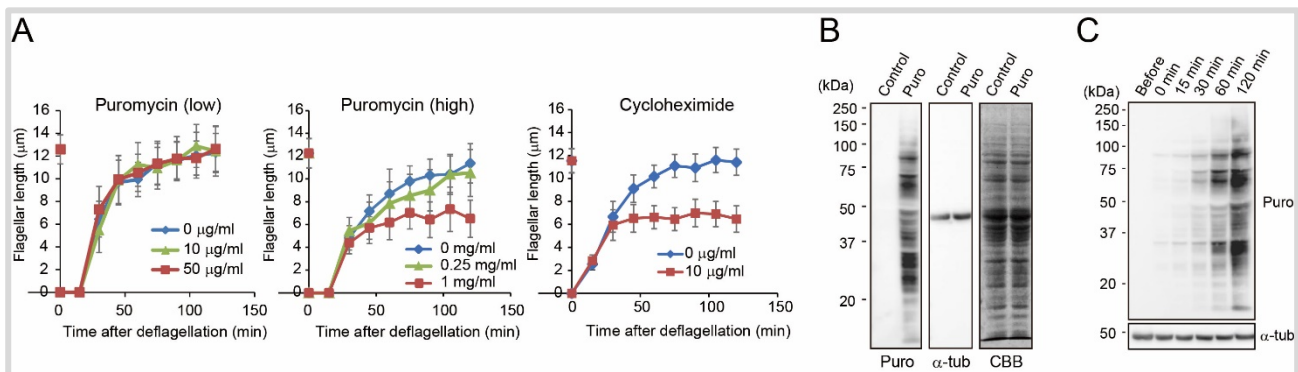 A
Puromycin (low)
Flagellar length (μm)
16
14
12
10
8
6
4
2
0
0 μg/ml
10 μg/ml
50 μg/ml
0
50
100
150
Time after deflagellation (min)
Puromycin (high)
Flagellar length (μm)
16
14
12
10
8
6
4
2
0
0 mg/ml
0.25 mg/ml
1 mg/ml
0
50
100
150
Time after deflagellation (min)
Cycloheximide
Flagellar length (μm)
16
14
12
10
8
6
4
2
0
0 μg/ml
10 μg/ml
0
50
100
150
Time after deflagellation (min)
B
(kDa)
Control
Puro
Control
Puro
Control
Puro
250
150
100
75
50
37
20
Puro
α-tub
CBB
C
(kDa)
Before
0 min
15 min
30 min
60 min
120 min
250
150
100
75
50
37
20
Puro
50
α-tub